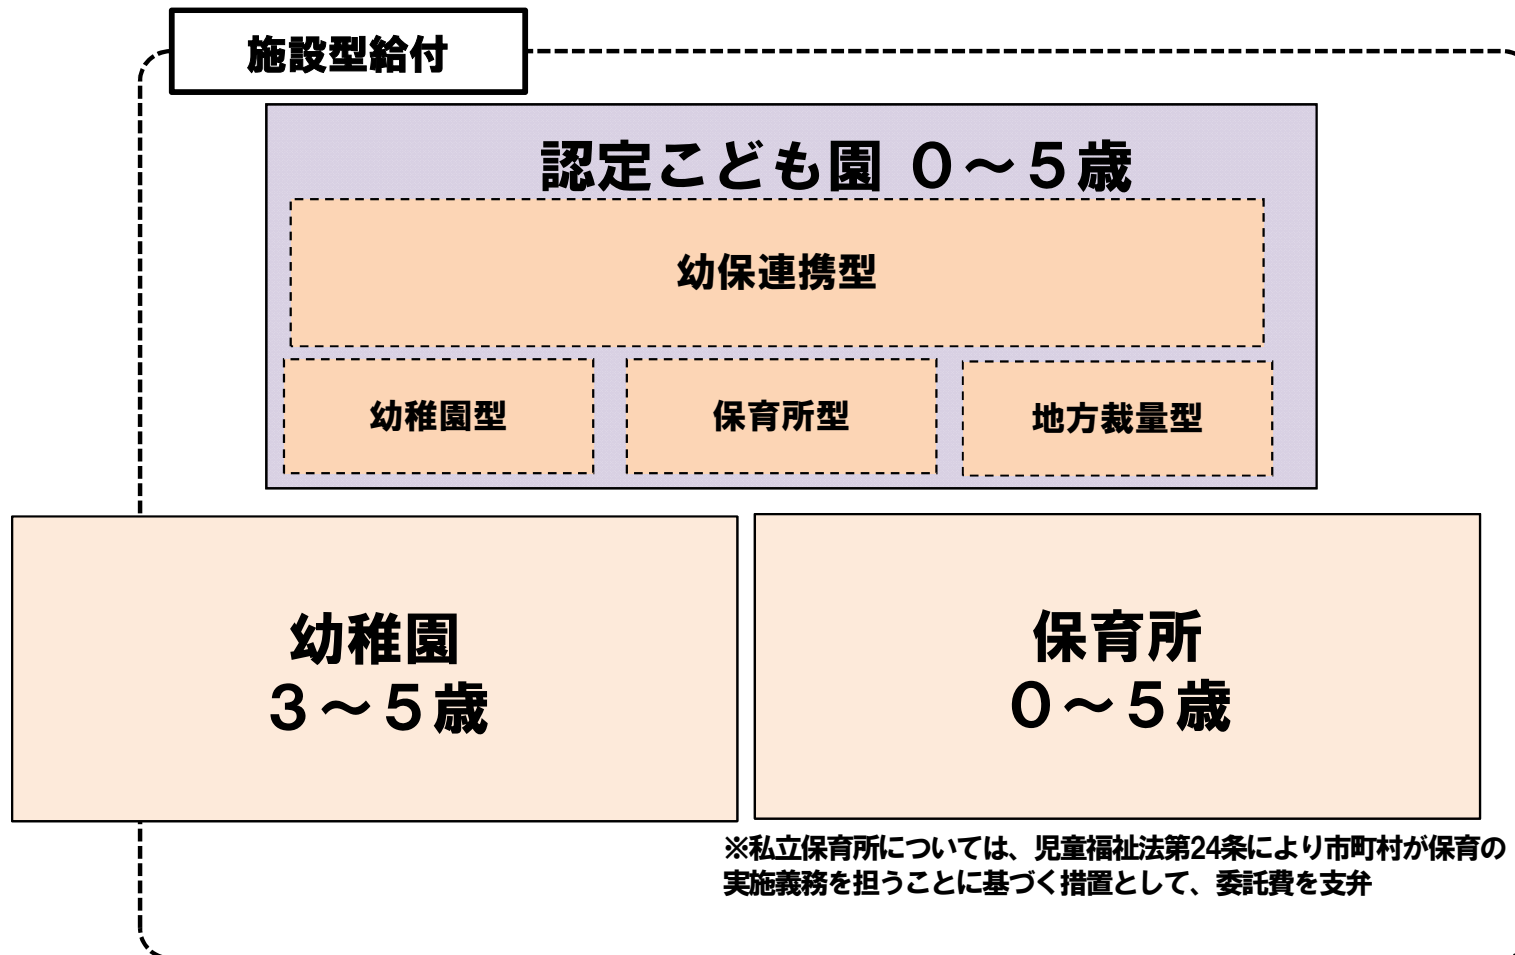 施設型給付
認定こども園 ０～５歳
幼保連携型
幼稚園型
保育所型
地方裁量型
幼稚園
３～５歳
保育所
０～５歳
※私立保育所については、児童福祉法第24条により市町村が保育の
実施義務を担うことに基づく措置として、委託費を支弁